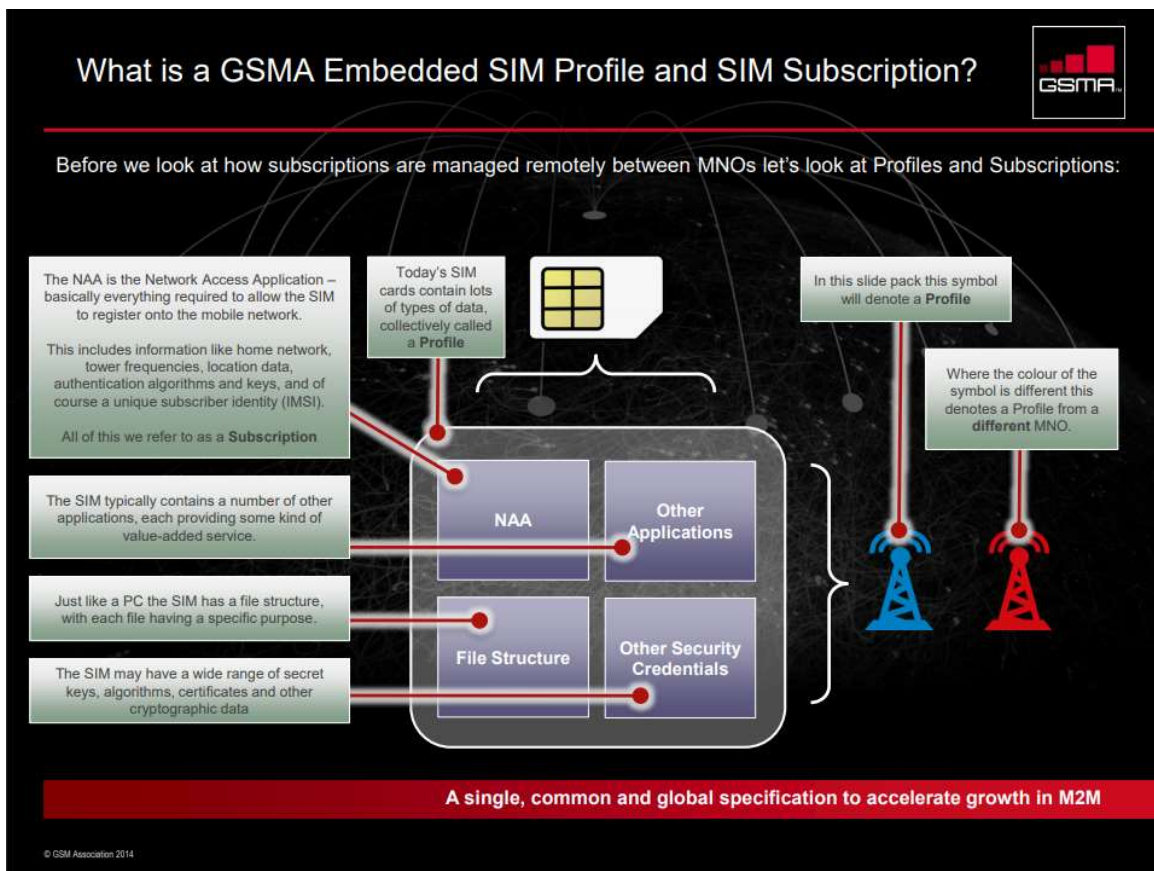 What is a GSMA Embedded SIM Profile and SIM Subscription?
GSMA™
Before we look at how subscriptions are managed remotely between MNOs let's look at Profiles and Subscriptions:
The NAA is the Network Access Application –
basically everything required to allow the SIM
to register onto the mobile network.
This includes information like home network,
tower frequencies, location data,
authentication algorithms and keys, and of
course a unique subscriber identity (IMSI).
All of this we refer to as a Subscription
Today's SIM
cards contain lots
of types of data,
collectively called
a Profile
In this slide pack this symbol
will denote a Profile
Where the colour of the
symbol is different this
denotes a Profile from a
different MNO.
The SIM typically contains a number of other
applications, each providing some kind of
value-added service.
Just like a PC the SIM has a file structure,
with each file having a specific purpose.
The SIM may have a wide range of secret
keys, algorithms, certificates and other
cryptographic data
NAA
Other
Applications
File Structure
Other Security
Credentials
A single, common and global specification to accelerate growth in M2M
© GSM Association 2014